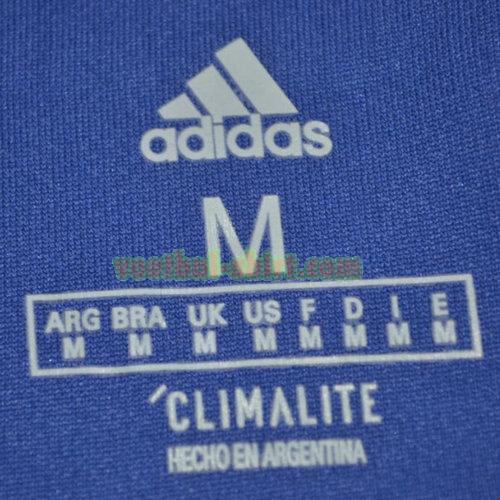 adidas
M
voetbal-shirt.com
ARG BRA UK US F D I E
M M M M M M M M
CLIMALITE
HECHO EN ARGENTINA